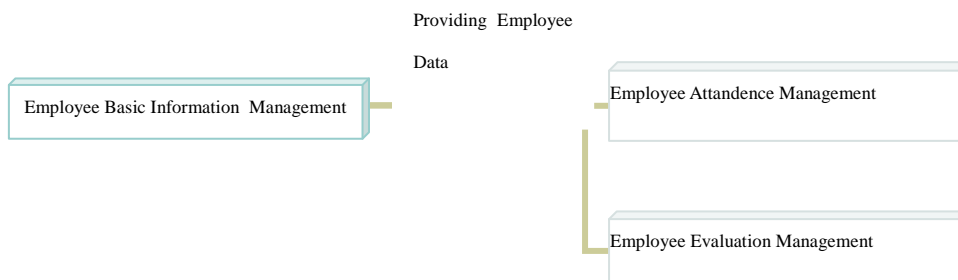 Providing Employee
Data
Employee Basic Information Management
Employee Attandence Management
Employee Evaluation Management